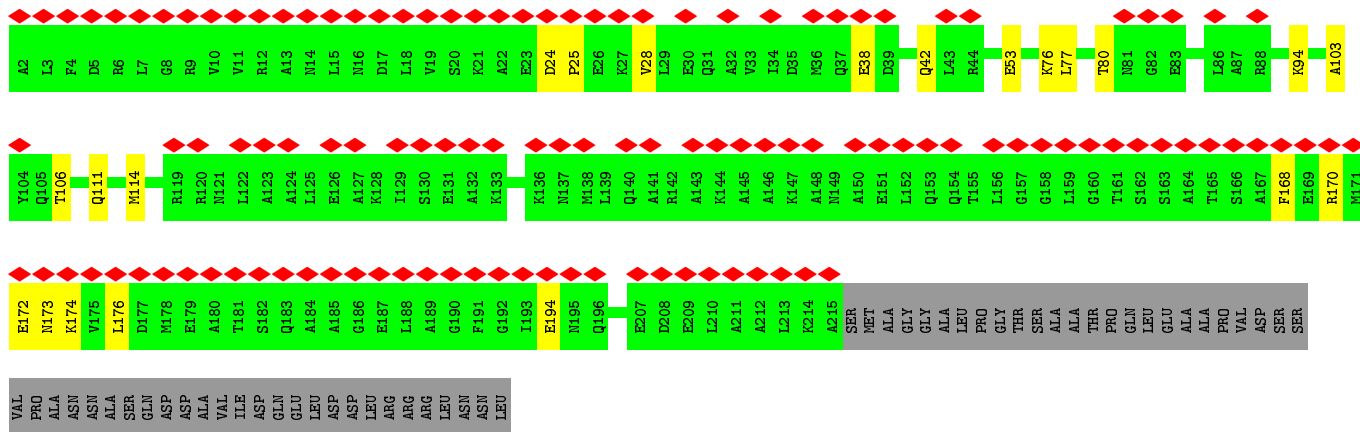 A2 L3 F4 D5 R6 L7 G8 R9 V10 V11 R12 A13 N14 L15 N16 D17 L18 V19 S20 K21 A22 E23 D24 P25 E26 K27 V28 L29 E30 Q31 A32 V33 I34 D35 M36 Q37 E38 D39 Q42 L43 R44 E53 K76 L77 T80 N81 G82 E83 L86 A87 R88 K94 A103
Y104 Q105 T106 Q111 M114 R119 R120 N121 L122 A123 A124 L125 E126 A127 K128 I129 S130 E131 A132 K133 K136 N137 M138 L139 Q140 A141 R142 A143 K144 A145 A146 K147 A148 N149 A150 E151 L152 Q153 Q154 T155 L156 G157 G158 L159 G160 T161 S162 S163 A164 T165 S166 A167 F168 E169 R170 M171
E172 N173 K174 V175 L176 D177 M178 E179 A180 T181 S182 Q183 A184 A185 G186 E187 L188 A189 G190 F191 G192 I193 E194 N195 Q196 E207 D208 E209 L210 A211 A212 L213 K214 A215 SER MET ALA GLY GLY ALA LEU PRO GLY THR SER ALA ALA THR PRO GLN LEU GLU ALA ALA PRO VAL ASP SER SER
VAL PRO ALA ASN ASN ALA SER GLN ASP ASP ALA VAL ILE ASP GLN GLU LEU ASP ASP LEU ARG ARG ARG LEU ASN ASN LEU